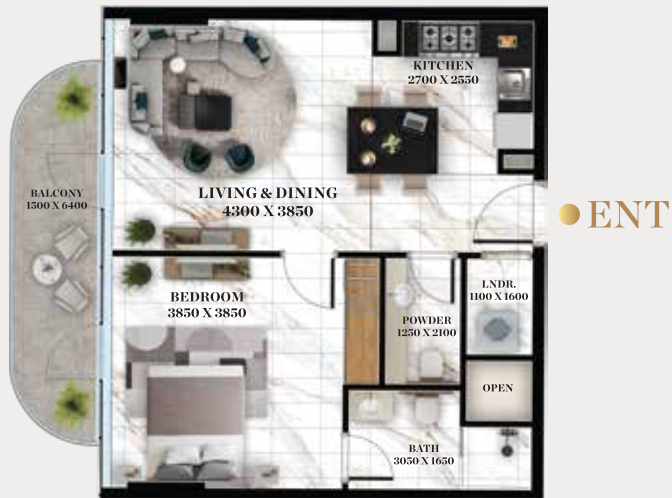 KITCHEN
2700 X 2550
BALCONY
1500 X 6400
LIVING & DINING
4300 X 3850
ENT
BEDROOM
3850 X 3850
LNDR.
1100 X 1600
POWDER
1250 X 2100
OPEN
BATH
3050 X 1650